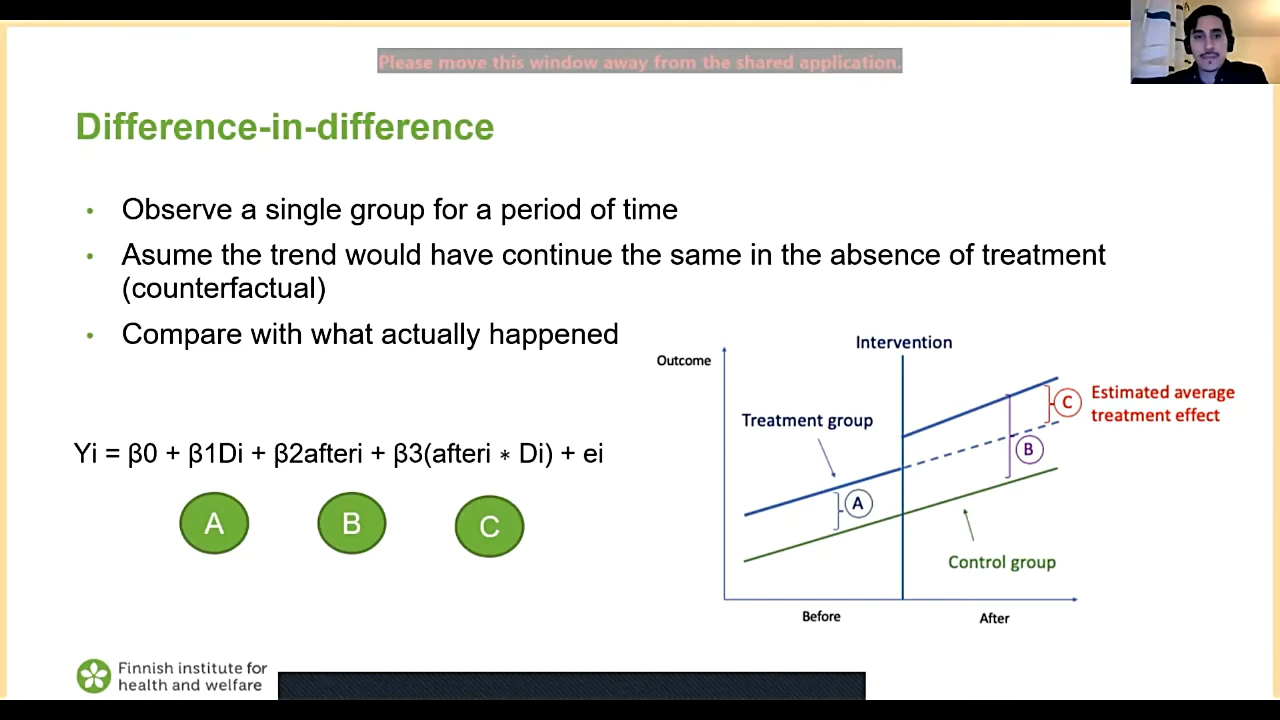 Please move this window away from the shared application.
Difference-in-difference
• Observe a single group for a period of time
• Asume the trend would have continue the same in the absence of treatment
(counterfactual)
• Compare with what actually happened
Yi = β0 + β1Di + β2afteri + β3(afteri * Di) + ei
A B C
Intervention
Outcome
Treatment group
C Estimated average
treatment effect
B
A
Control group
Before After
Finnish institute for
health and welfare